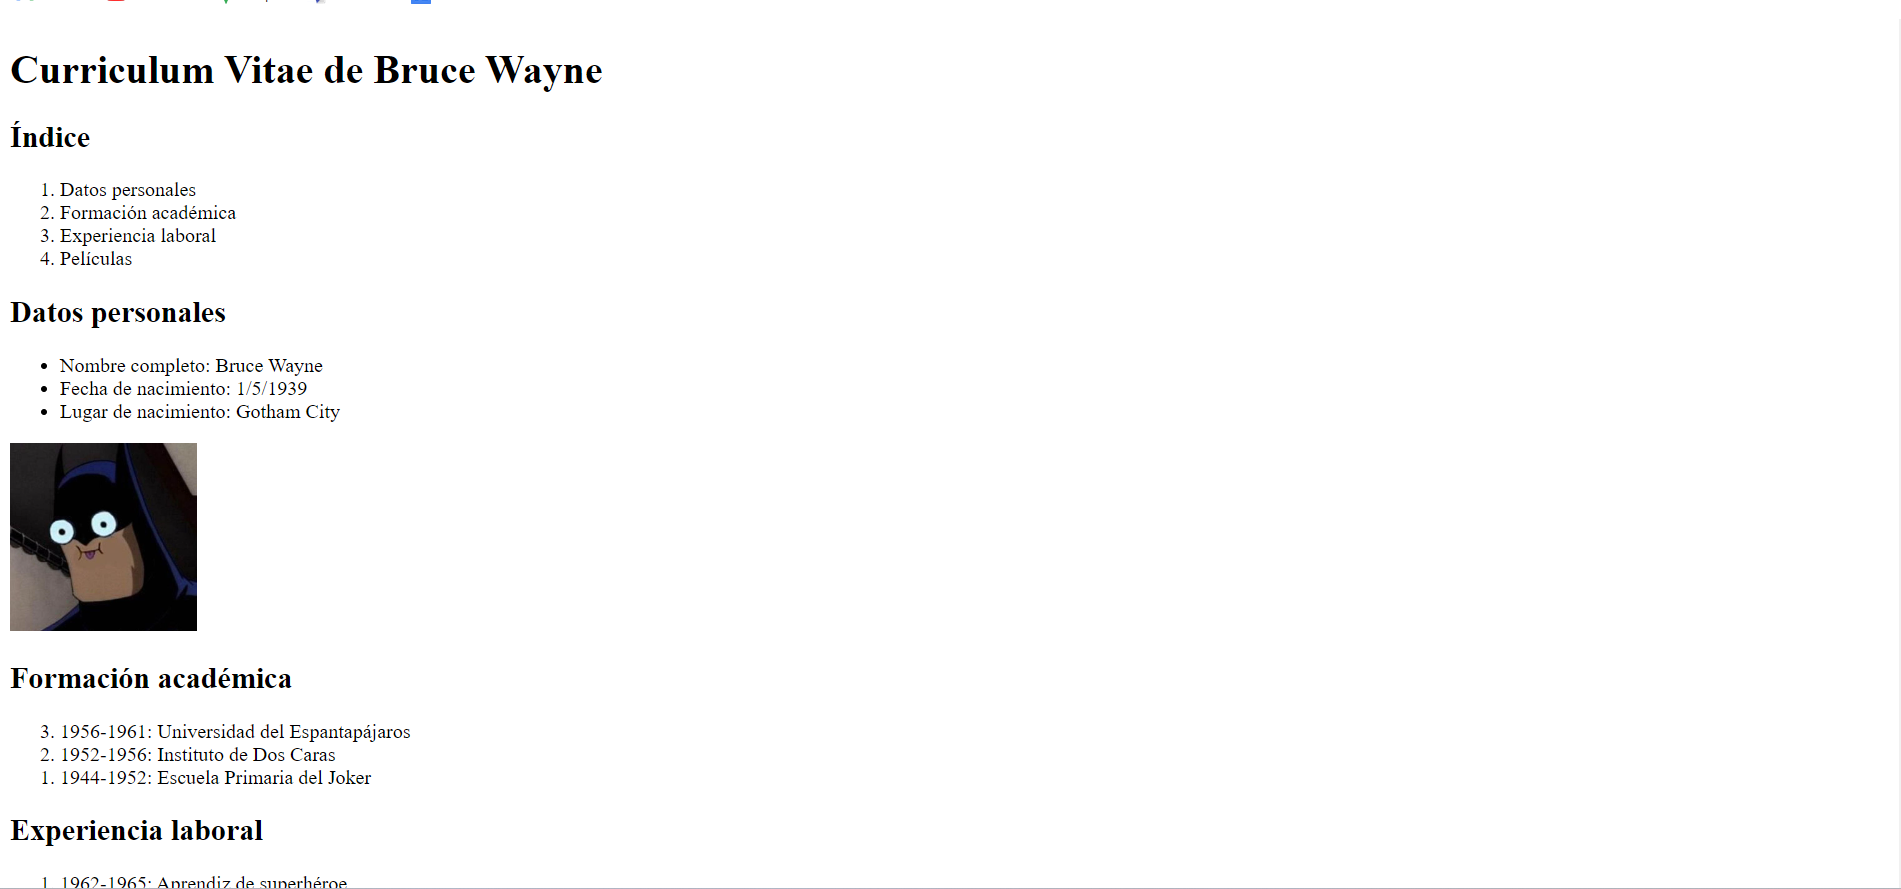 Curriculum Vitae de Bruce Wayne
Índice
1. Datos personales
2. Formación académica
3. Experiencia laboral
4. Películas
Datos personales
• Nombre completo: Bruce Wayne
• Fecha de nacimiento: 1/5/1939
• Lugar de nacimiento: Gotham City
Formación académica
3. 1956-1961: Universidad del Espantapájaros
2. 1952-1956: Instituto de Dos Caras
1. 1944-1952: Escuela Primaria del Joker
Experiencia laboral
1. 1962-1965: Aprendiz de superhéroe